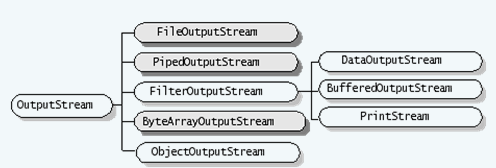 FileOutputStream
PipedOutputStream
DataOutputStream
FilterOutputStream
BufferedOutputStream
OutputStream
PrintStream
ByteArrayOutputStream
ObjectOutputStream